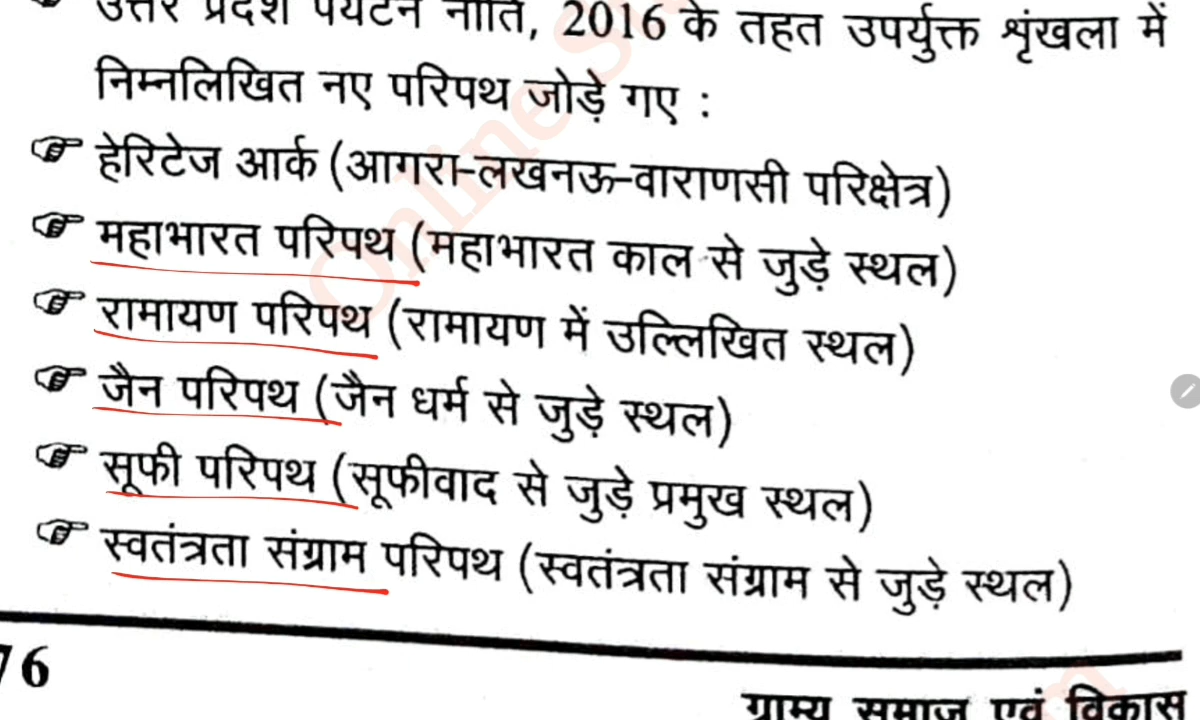 उत्तर प्रदेश पर्यटन नीति, 2016 के तहत उपर्युक्त शृंखला में
निम्नलिखित नए परिपथ जोड़े गए :
हेरिटेज आर्क (आगरा-लखनऊ-वाराणसी परिक्षेत्र)
महाभारत परिपथ (महाभारत काल से जुड़े स्थल)
रामायण परिपथ (रामायण में उल्लिखित स्थल)
जैन परिपथ (जैन धर्म से जुड़े स्थल)
सूफी परिपथ (सूफीवाद से जुड़े प्रमुख स्थल)
स्वतंत्रता संग्राम परिपथ (स्वतंत्रता संग्राम से जुड़े स्थल)
76
ग्राम्य समाज एवं विकास
Online